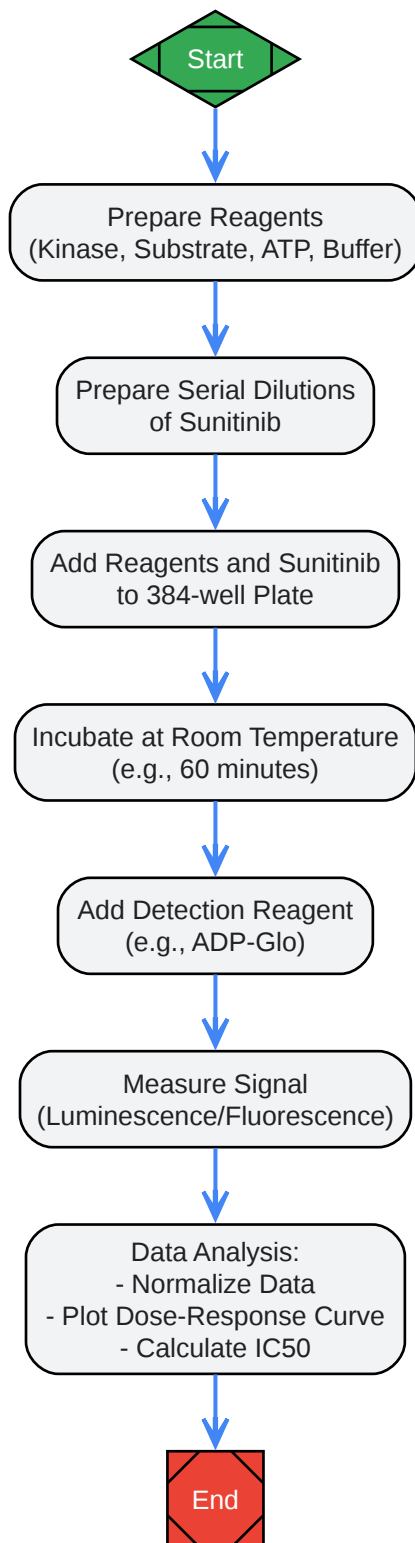 Start
Prepare Reagents
(Kinase, Substrate, ATP, Buffer)
Prepare Serial Dilutions
of Sunitinib
Add Reagents and Sunitinib
to 384-well Plate
Incubate at Room Temperature
(e.g., 60 minutes)
Add Detection Reagent
(e.g., ADP-Glo)
Measure Signal
(Luminescence/Fluorescence)
Data Analysis:
- Normalize Data
- Plot Dose-Response Curve
- Calculate IC50
End